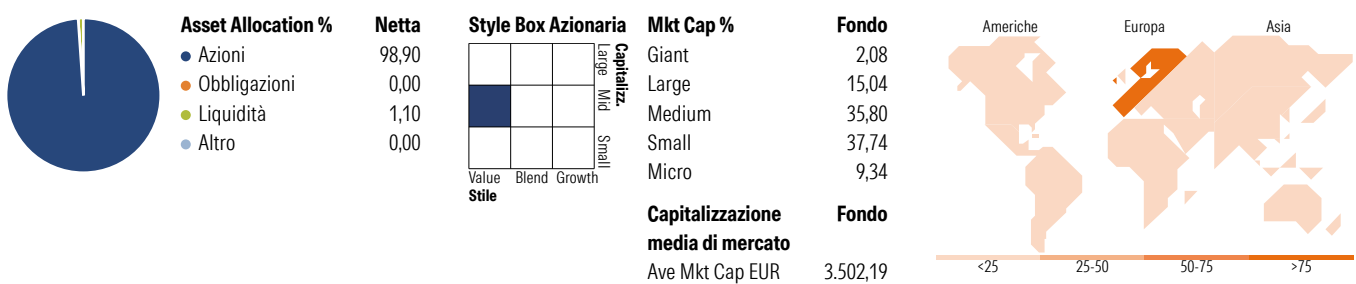 Asset Allocation % Netta
Azioni 98,90
Obbligazioni 0,00
Liquidità 1,10
Altro 0,00
Style Box Azionaria
Capitalizz.
Large Mid Small
Value Blend Growth
Stile
Mkt Cap % Fondo
Giant 2,08
Large 15,04
Medium 35,80
Small 37,74
Micro 9,34
Capitalizzazione Fondo
media di mercato
Ave Mkt Cap EUR 3.502,19
Americhe Europa Asia
<25 25-50 50-75 >75